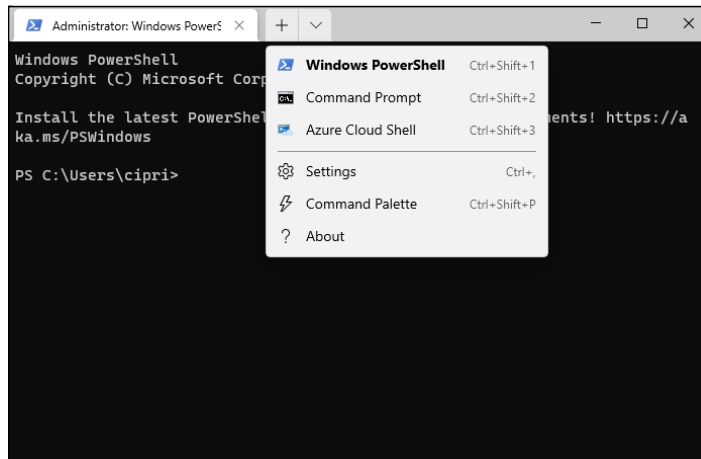 Administrator: Windows PowerS
Windows PowerShell
Copyright (C) Microsoft Corp
Install the latest PowerShel
ents! https://a
ka.ms/PSWindows
PS C:\Users\cipri>
Windows PowerShell Ctrl+Shift+1
Command Prompt Ctrl+Shift+2
Azure Cloud Shell Ctrl+Shift+3
Settings Ctrl+,
Command Palette Ctrl+Shift+P
? About